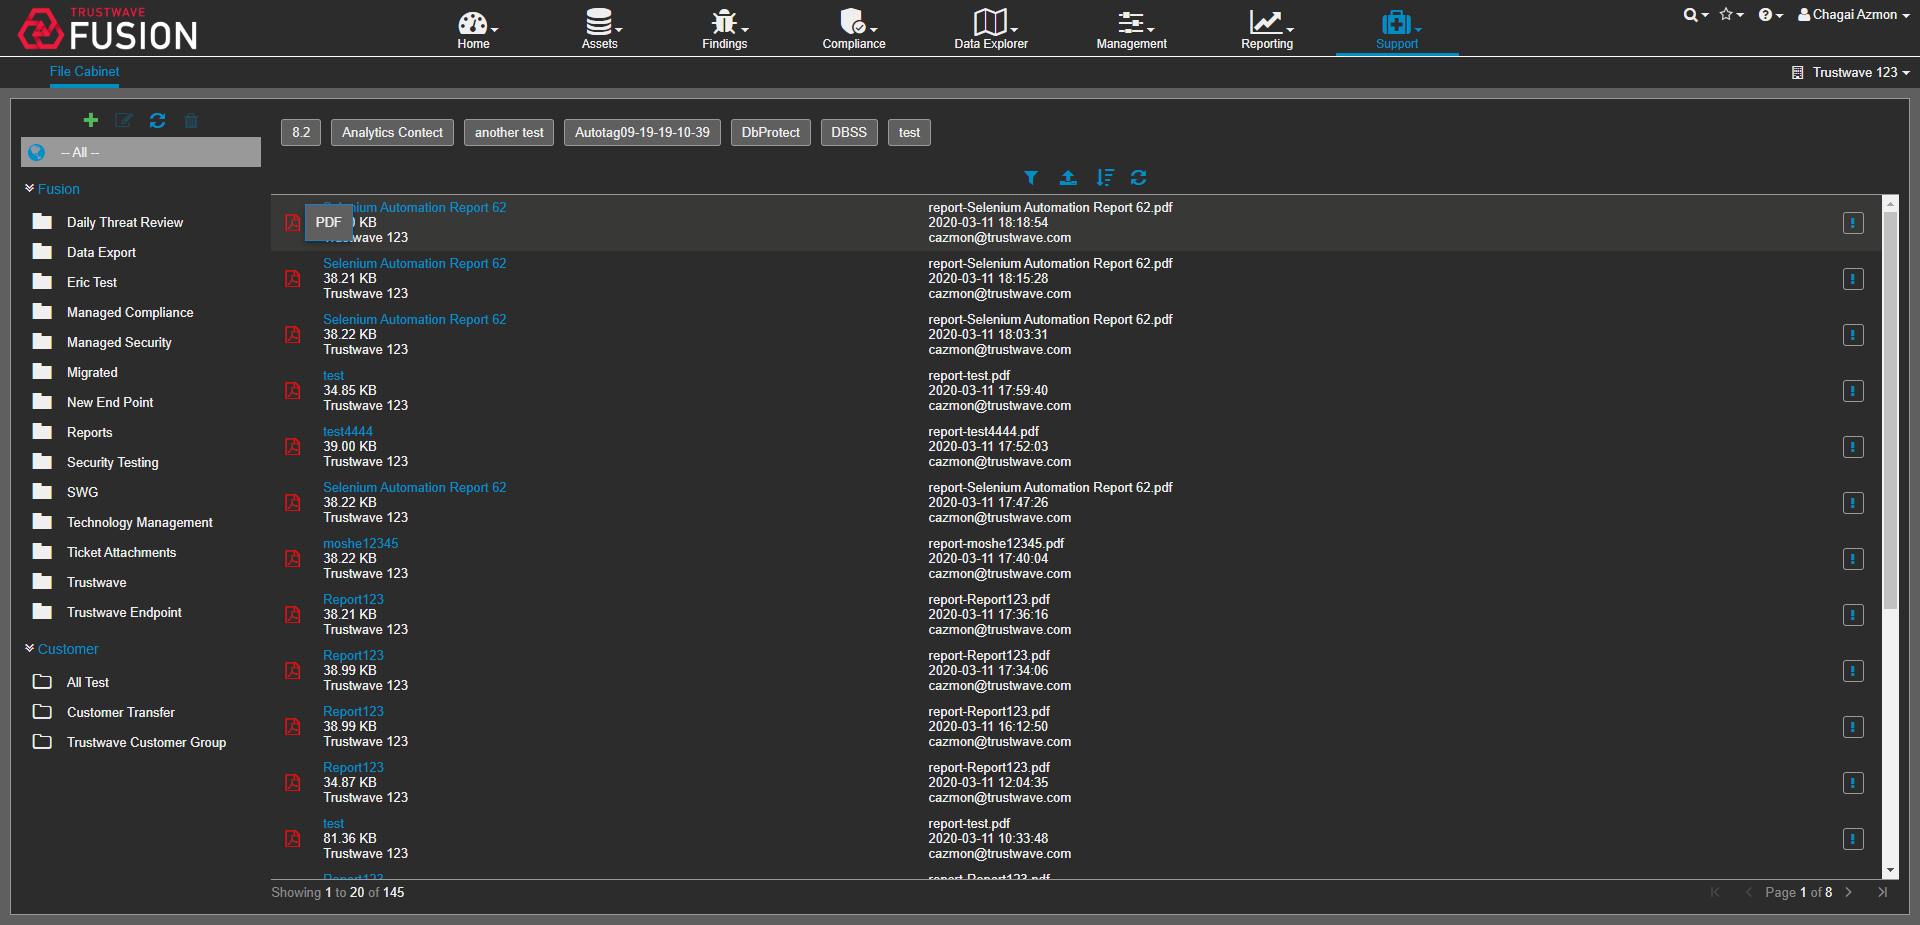 TRUSTWAVE
FUSION
Home
Assets
Findings
Compliance
Data Explorer
Management
Reporting
Support
Chagai Azmon
File Cabinet
Trustwave 123
-- All --
Fusion
Daily Threat Review
Data Export
Eric Test
Managed Compliance
Managed Security
Migrated
New End Point
Reports
Security Testing
SWG
Technology Management
Ticket Attachments
Trustwave
Trustwave Endpoint
Customer
All Test
Customer Transfer
Trustwave Customer Group
8.2
Analytics Contect
another test
Autotag09-19-19-10-39
DbProtect
DBSS
test
PDF
Selenium Automation Report 62
KB
Trustwave 123
report-Selenium Automation Report 62.pdf
2020-03-11 18:18:54
cazmon@trustwave.com
Selenium Automation Report 62
38.21 KB
Trustwave 123
report-Selenium Automation Report 62.pdf
2020-03-11 18:15:28
cazmon@trustwave.com
Selenium Automation Report 62
38.22 KB
Trustwave 123
report-Selenium Automation Report 62.pdf
2020-03-11 18:03:31
cazmon@trustwave.com
test
34.85 KB
Trustwave 123
report-test.pdf
2020-03-11 17:59:40
cazmon@trustwave.com
test4444
39.00 KB
Trustwave 123
report-test4444.pdf
2020-03-11 17:52:03
cazmon@trustwave.com
Selenium Automation Report 62
38.22 KB
Trustwave 123
report-Selenium Automation Report 62.pdf
2020-03-11 17:47:26
cazmon@trustwave.com
moshe12345
38.22 KB
Trustwave 123
report-moshe12345.pdf
2020-03-11 17:40:04
cazmon@trustwave.com
Report123
38.21 KB
Trustwave 123
report-Report123.pdf
2020-03-11 17:36:16
cazmon@trustwave.com
Report123
38.99 KB
Trustwave 123
report-Report123.pdf
2020-03-11 17:34:06
cazmon@trustwave.com
Report123
38.99 KB
Trustwave 123
report-Report123.pdf
2020-03-11 16:12:50
cazmon@trustwave.com
Report123
34.87 KB
Trustwave 123
report-Report123.pdf
2020-03-11 12:04:35
cazmon@trustwave.com
test
81.36 KB
Trustwave 123
report-test.pdf
2020-03-11 10:33:48
cazmon@trustwave.com
Report123
report-Report123.pdf
Showing 1 to 20 of 145
Page 1 of 8